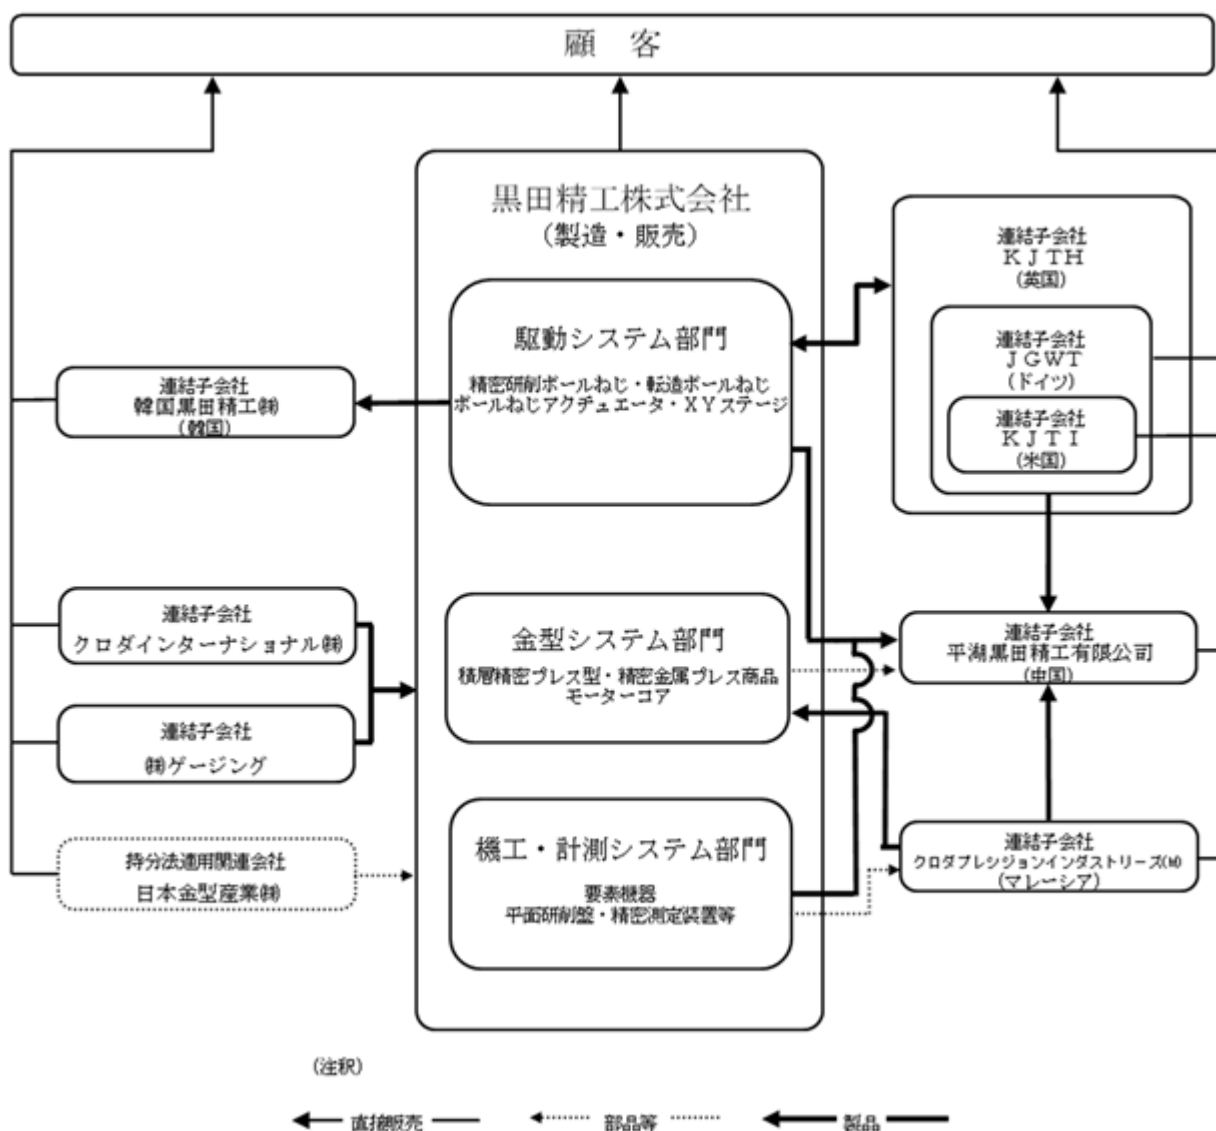 顧 客
黒田精工株式会社
(製造・販売)
駆動システム部門
精密研削ボールねじ・転造ボールねじ
ボールねじアクチュエータ・XYステージ
金型システム部門
積層精密プレス型・精密金属プレス商品
モーターコア
機工・計測システム部門
要素機器
平面研削盤・精密測定装置等
連結子会社
韓国黒田精工㈱
(韓国)
連結子会社
クロダインターナショナル㈱
連結子会社
㈱ゲージング
持分法適用関連会社
日本金型産業㈱
連結子会社
KJTH
(英国)
連結子会社
JGWT
(ドイツ)
連結子会社
KJTI
(米国)
連結子会社
平湖黒田精工有限公司
(中国)
連結子会社
クロダプレシジョンインダストリーズ(M)
(マレーシア)
(注釈)
直接販売
部品等
製品